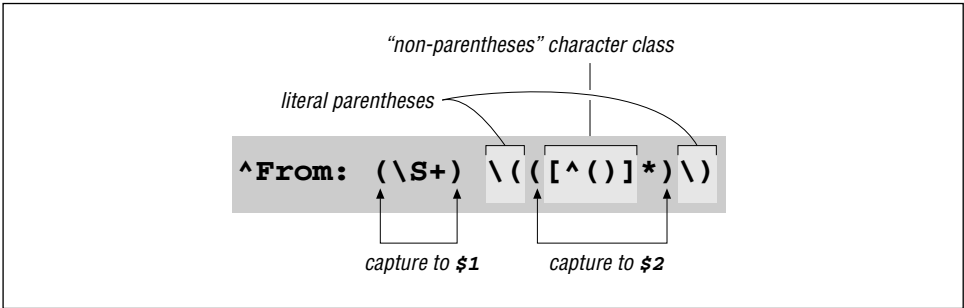 “non-parentheses” character class
literal parentheses
^From: (\S+) \(([^()]*)\)
capture to $1 capture to $2